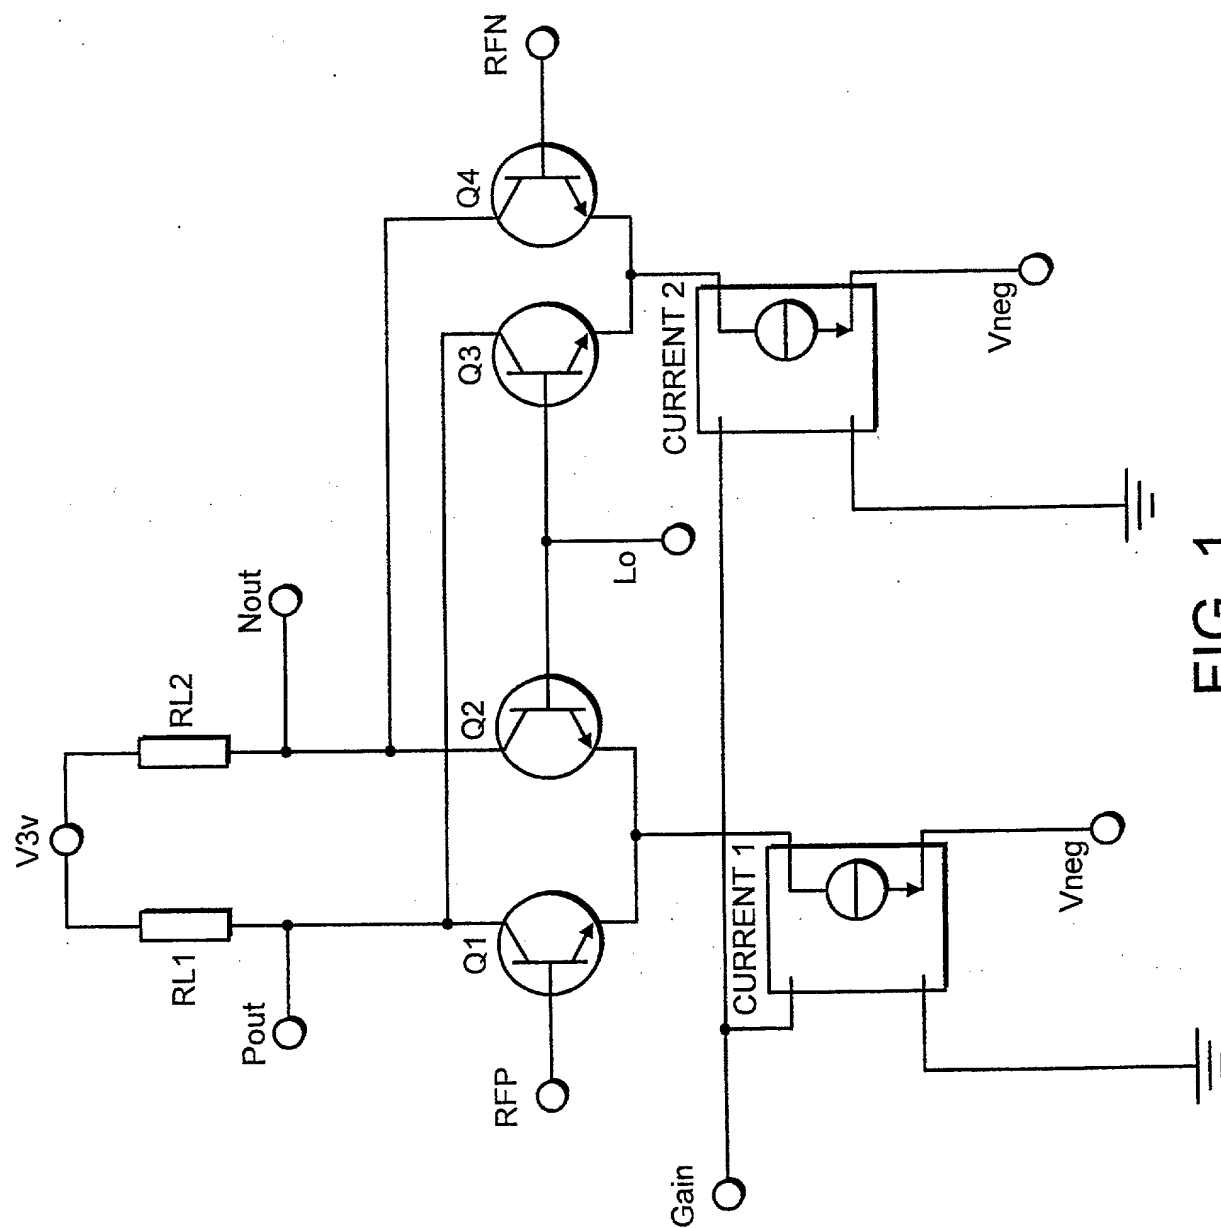 V3v
RL1
RL2
Pout
Nout
Q1
Q2
Q3
Q4
RFP
RFN
Lo
Gain
CURRENT 1
CURRENT 2
Vneg
Vneg
FIG. 1